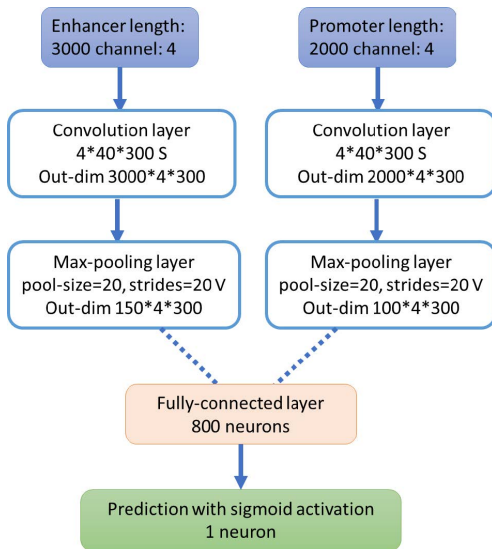 Enhancer length:
3000 channel: 4
Promoter length:
2000 channel: 4
Convolution layer
4*40*300 S
Out-dim 3000*4*300
Convolution layer
4*40*300 S
Out-dim 2000*4*300
Max-pooling layer
pool-size=20, strides=20 V
Out-dim 150*4*300
Max-pooling layer
pool-size=20, strides=20 V
Out-dim 100*4*300
Fully-connected layer
800 neurons
Prediction with sigmoid activation
1 neuron